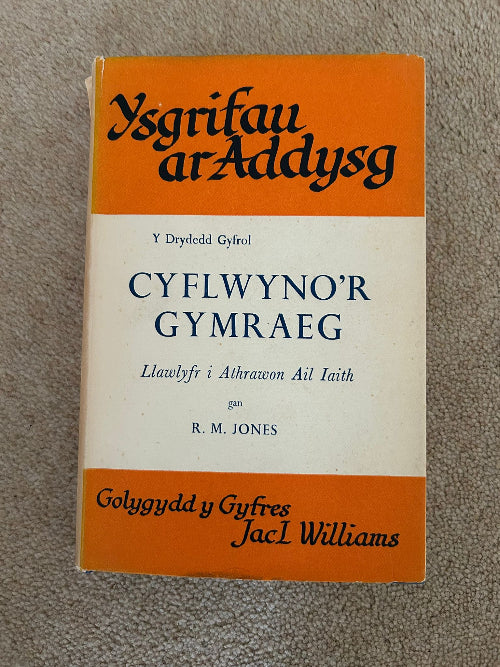 Ysgrifau
ar Addysg
Y Drydedd Gyfrol
CYFLWYNO'R
GYMRAEG
Llawlyfr i Athrawon Ail Iaith
gan
R. M. JONES
Golygydd y Gyfres
Jac L Williams